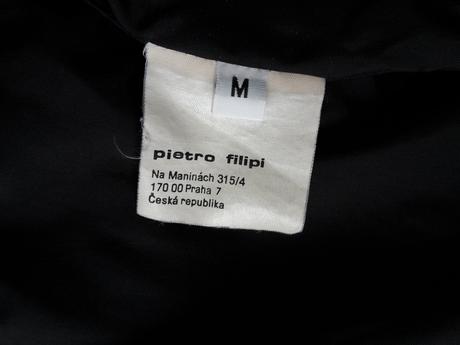 M
pietro filipi
Na Maninách 315/4
170 00 Praha 7
Česká republika